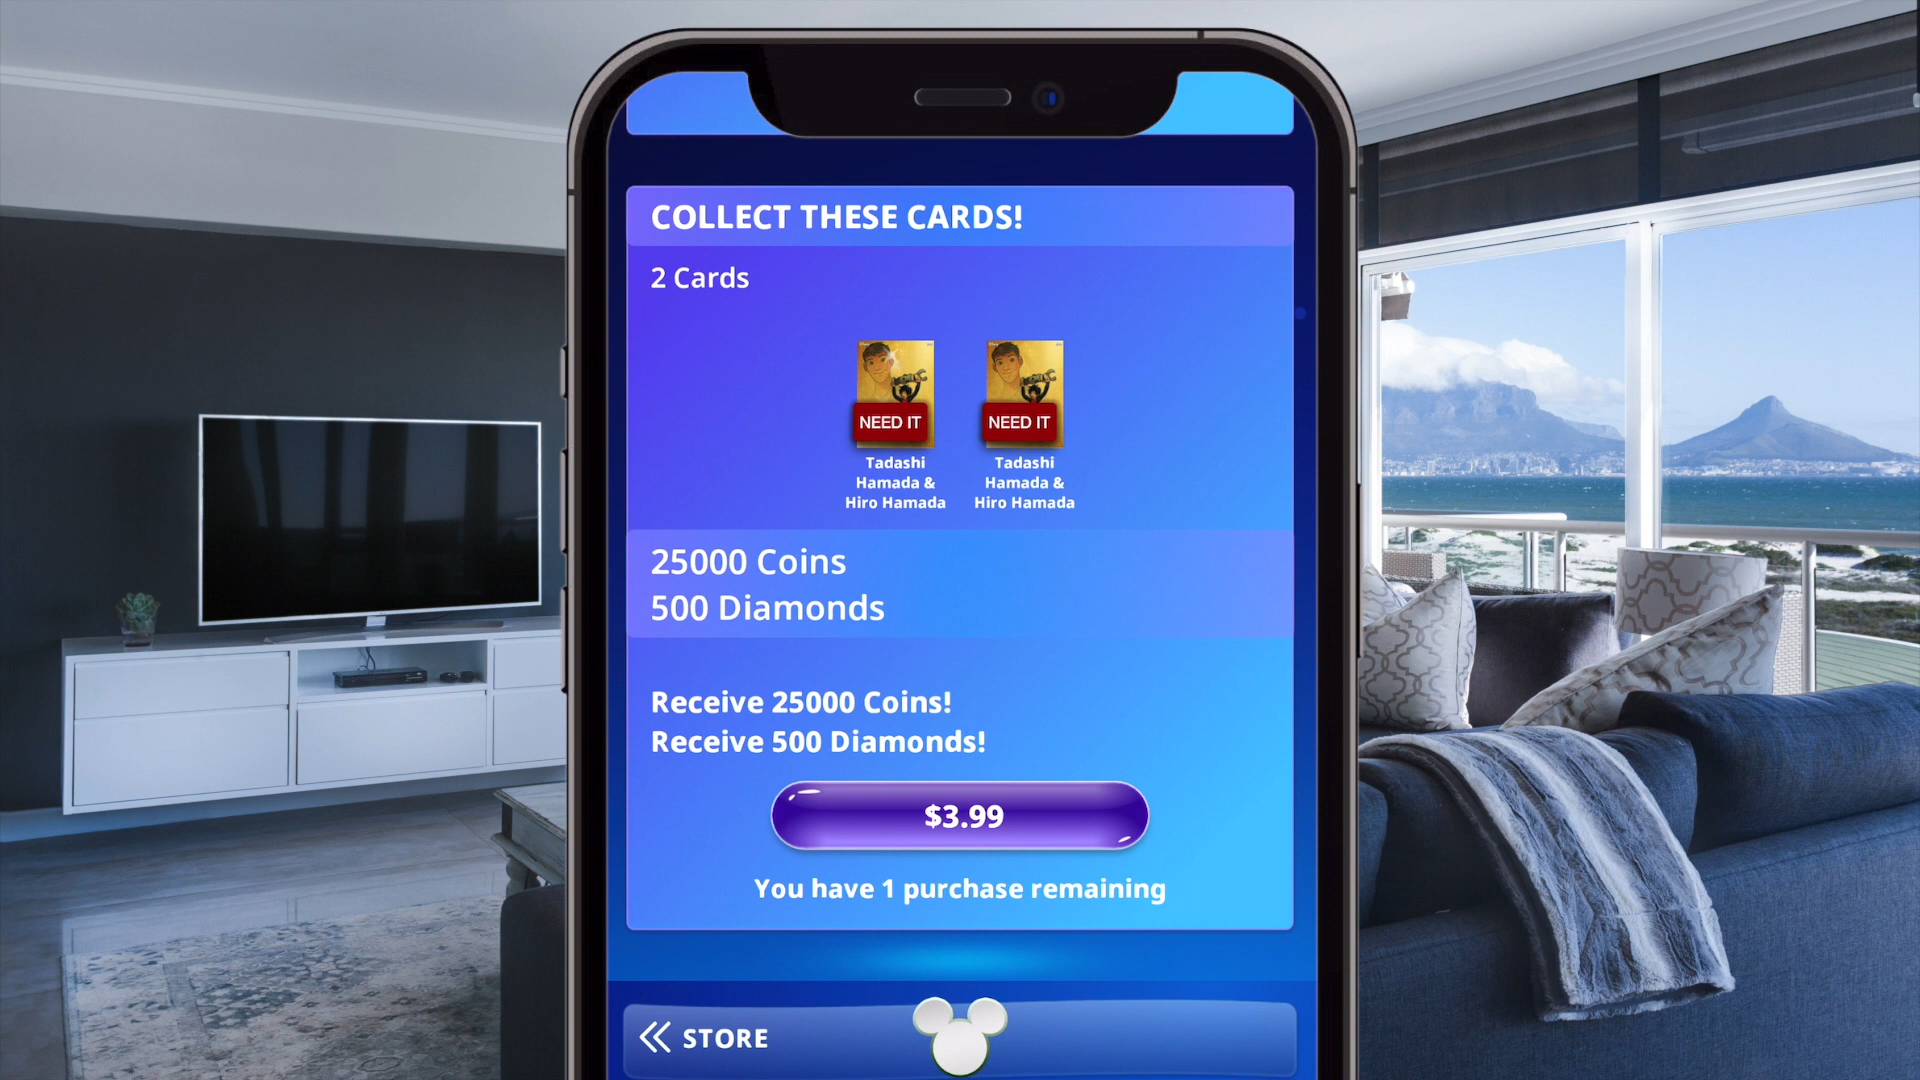 COLLECT THESE CARDS!
2 Cards
NEED IT
NEED IT
Tadashi
Hamada &
Hiro Hamada
Tadashi
Hamada &
Hiro Hamada
25000 Coins
500 Diamonds
Receive 25000 Coins!
Receive 500 Diamonds!
$3.99
You have 1 purchase remaining
STORE